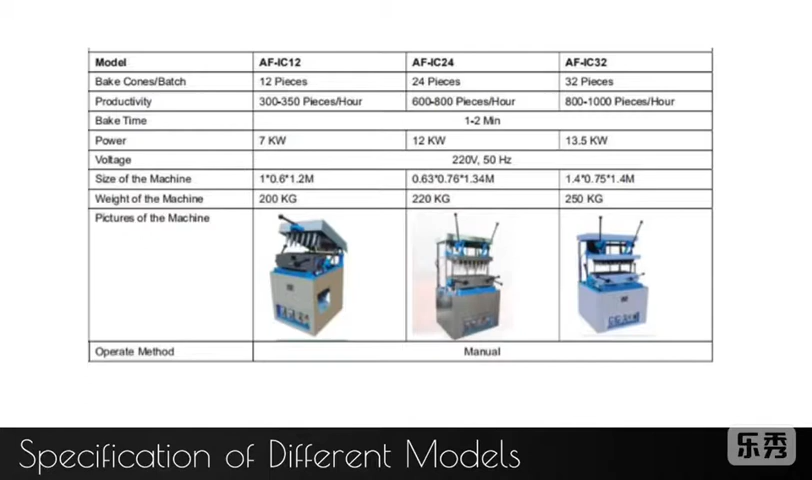 Model AF-IC12 AF-IC24 AF-IC32
Bake Cones/Batch 12 Pieces 24 Pieces 32 Pieces
Productivity 300-350 Pieces/Hour 600-800 Pieces/Hour 800-1000 Pieces/Hour
Bake Time 1-2 Min
Power 7 KW 12 KW 13.5 KW
Voltage 220V, 50 Hz
Size of the Machine 1*0.6*1.2M 0.63*0.76*1.34M 1.4*0.75*1.4M
Weight of the Machine 200 KG 220 KG 250 KG
Pictures of the Machine
Operate Method Manual
Specification of Different Models
乐秀